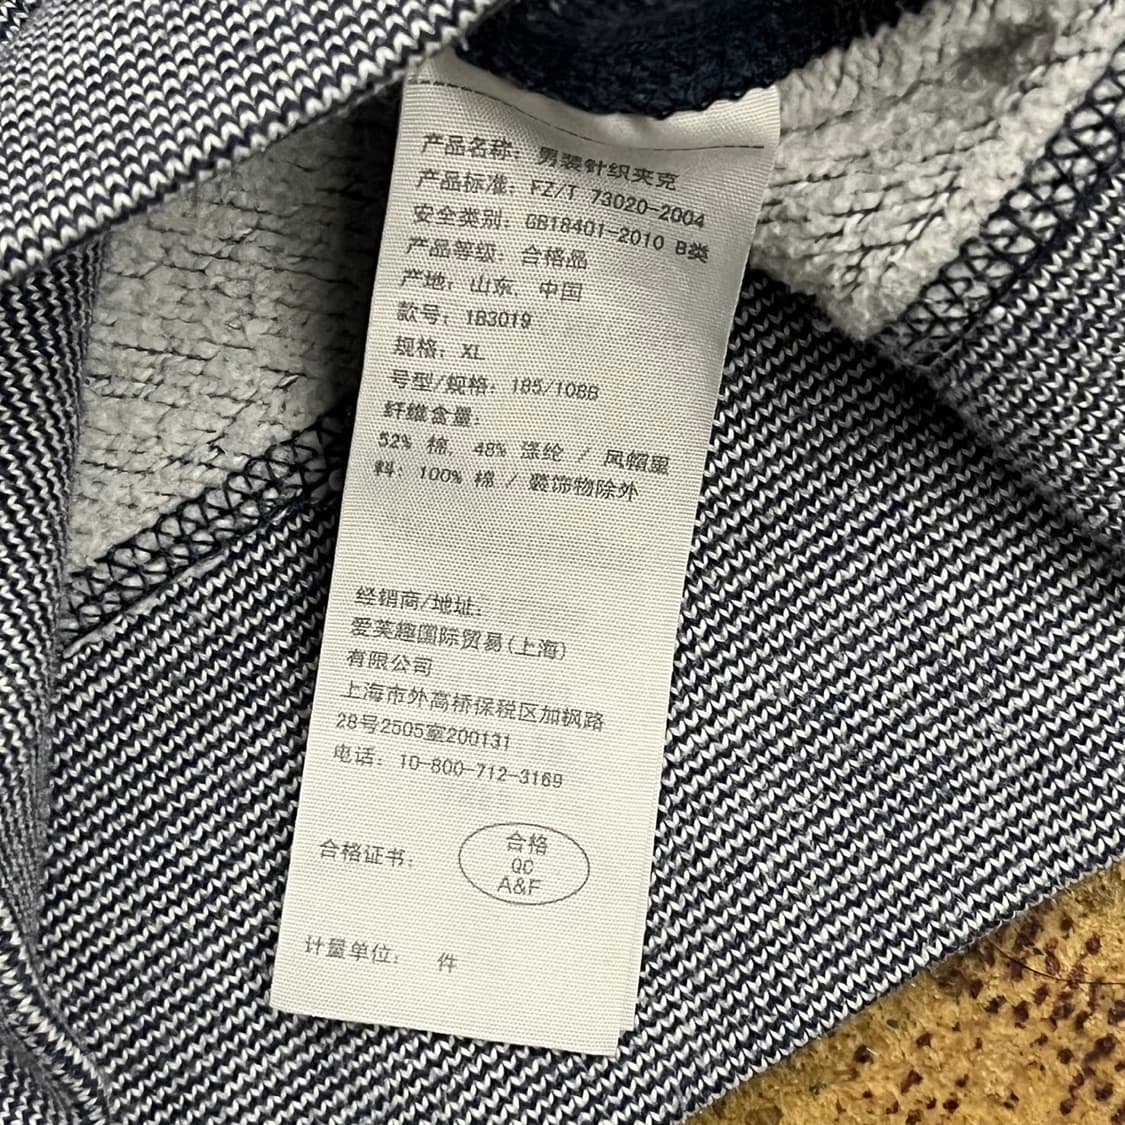 产品名称: 男装针织夹克
产品标准: FZ/T 73020-2004
安全类别: GB18401-2010 B类
产品等级: 合格品
产地: 山东, 中国
款号: 1B3019
规格: XL
号型/规格: 185/108B
纤维含量:
52% 棉, 48% 涤纶 / 风帽里
料: 100% 棉 / 装饰物除外
经销商/地址:
爱芙趣国际贸易(上海)
有限公司
上海市外高桥保税区加枫路
28号2505室200131
电话: 10-800-712-3169
合格证书:
合格
QC
A&F
计量单位: 件